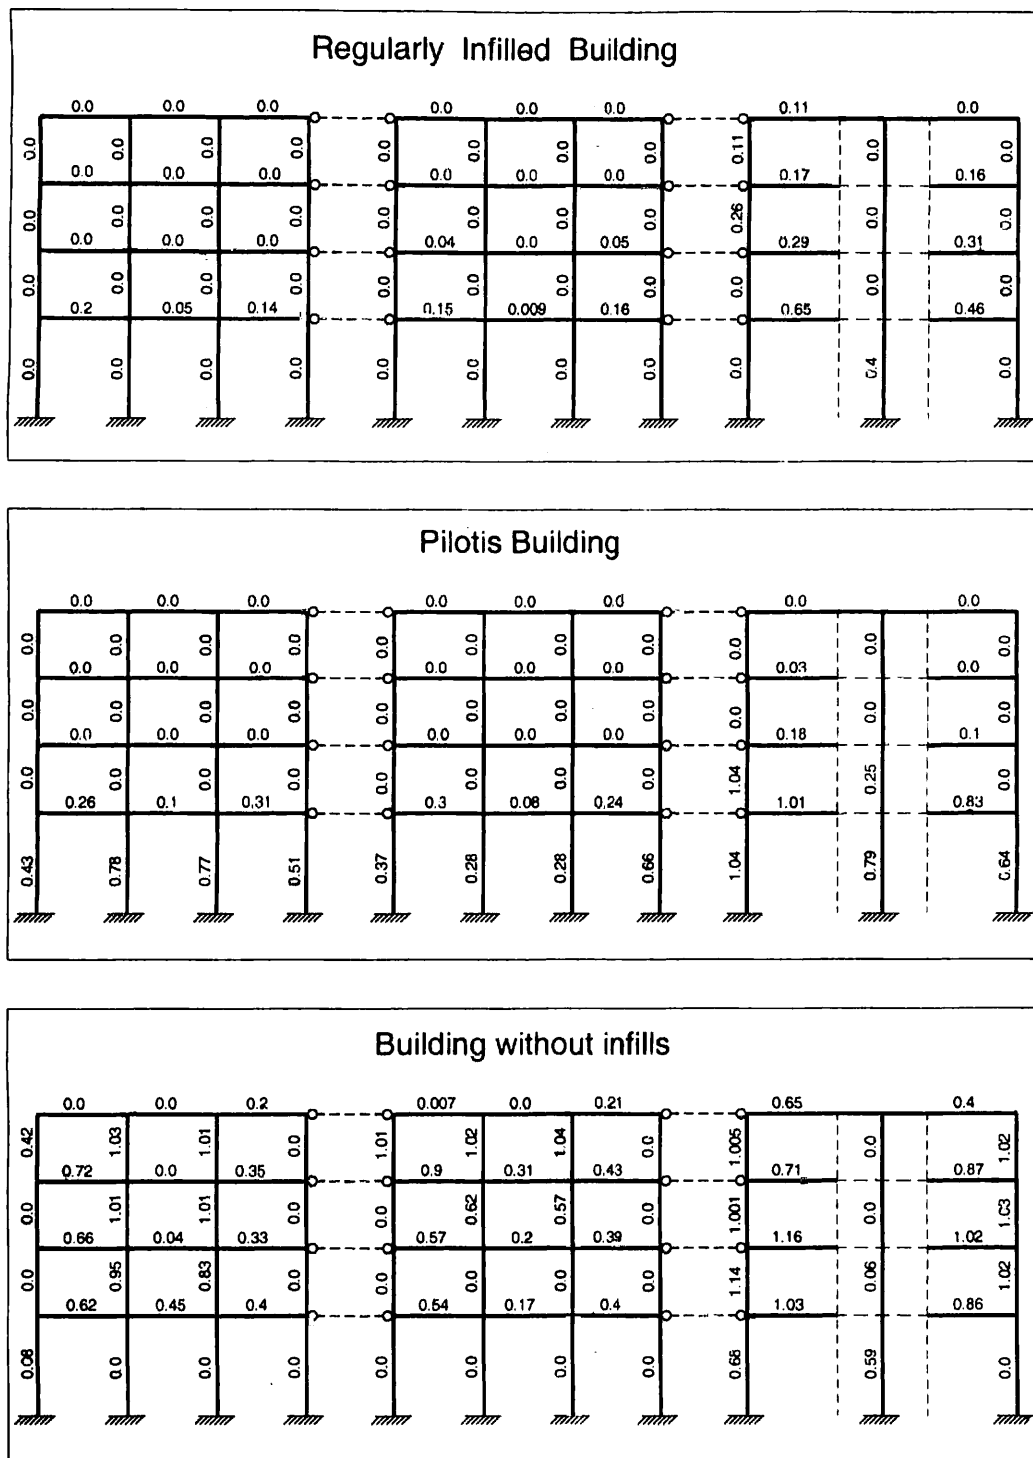 Regularly Infilled Building
0.0 0.0 0.0 0.0 0.0 0.0 0.11 0.0
0.0 0.0 0.0 0.0 0.0 0.0 0.0 0.0 0.11 0.0 0.0
0.0 0.0 0.0 0.0 0.0 0.0 0.17 0.16
0.0 0.0 0.0 0.0 0.0 0.0 0.0 0.0 0.26 0.0 0.0
0.0 0.0 0.0 0.04 0.0 0.05 0.29 0.31
0.0 0.0 0.0 0.0 0.0 0.0 0.0 0.0 0.0 0.0 0.0
0.2 0.05 0.14 0.15 0.009 0.16 0.65 0.46
0.0 0.0 0.0 0.0 0.0 0.0 0.0 0.0 0.0 0.4 0.0
Pilotis Building
0.0 0.0 0.0 0.0 0.0 0.0 0.0 0.0
0.0 0.0 0.0 0.0 0.0 0.0 0.0 0.0 0.0 0.0 0.0
0.0 0.0 0.0 0.0 0.0 0.0 0.03 0.0
0.0 0.0 0.0 0.0 0.0 0.0 0.0 0.0 0.0 0.0 0.0
0.0 0.0 0.0 0.0 0.0 0.0 0.18 0.1
0.0 0.0 0.0 0.0 0.0 0.0 0.0 0.0 1.04 0.25 0.0
0.26 0.1 0.31 0.3 0.08 0.24 1.01 0.83
0.43 0.78 0.77 0.51 0.37 0.28 0.28 0.66 1.04 0.79 0.64
Building without infills
0.0 0.0 0.2 0.007 0.0 0.21 0.65 0.4
0.42 1.03 1.01 0.0 1.01 1.02 1.04 0.0 1.005 0.0 1.02
0.72 0.0 0.35 0.9 0.31 0.43 0.71 0.87
0.0 1.01 1.01 0.0 0.0 0.62 0.57 0.0 1.001 0.0 1.03
0.66 0.04 0.33 0.57 0.2 0.39 1.16 1.02
0.0 0.95 0.83 0.0 0.0 0.0 0.0 0.0 1.14 0.06 1.02
0.62 0.45 0.4 0.54 0.17 0.4 1.03 0.86
0.08 0.0 0.0 0.0 0.0 0.0 0.0 0.0 0.68 0.59 0.0